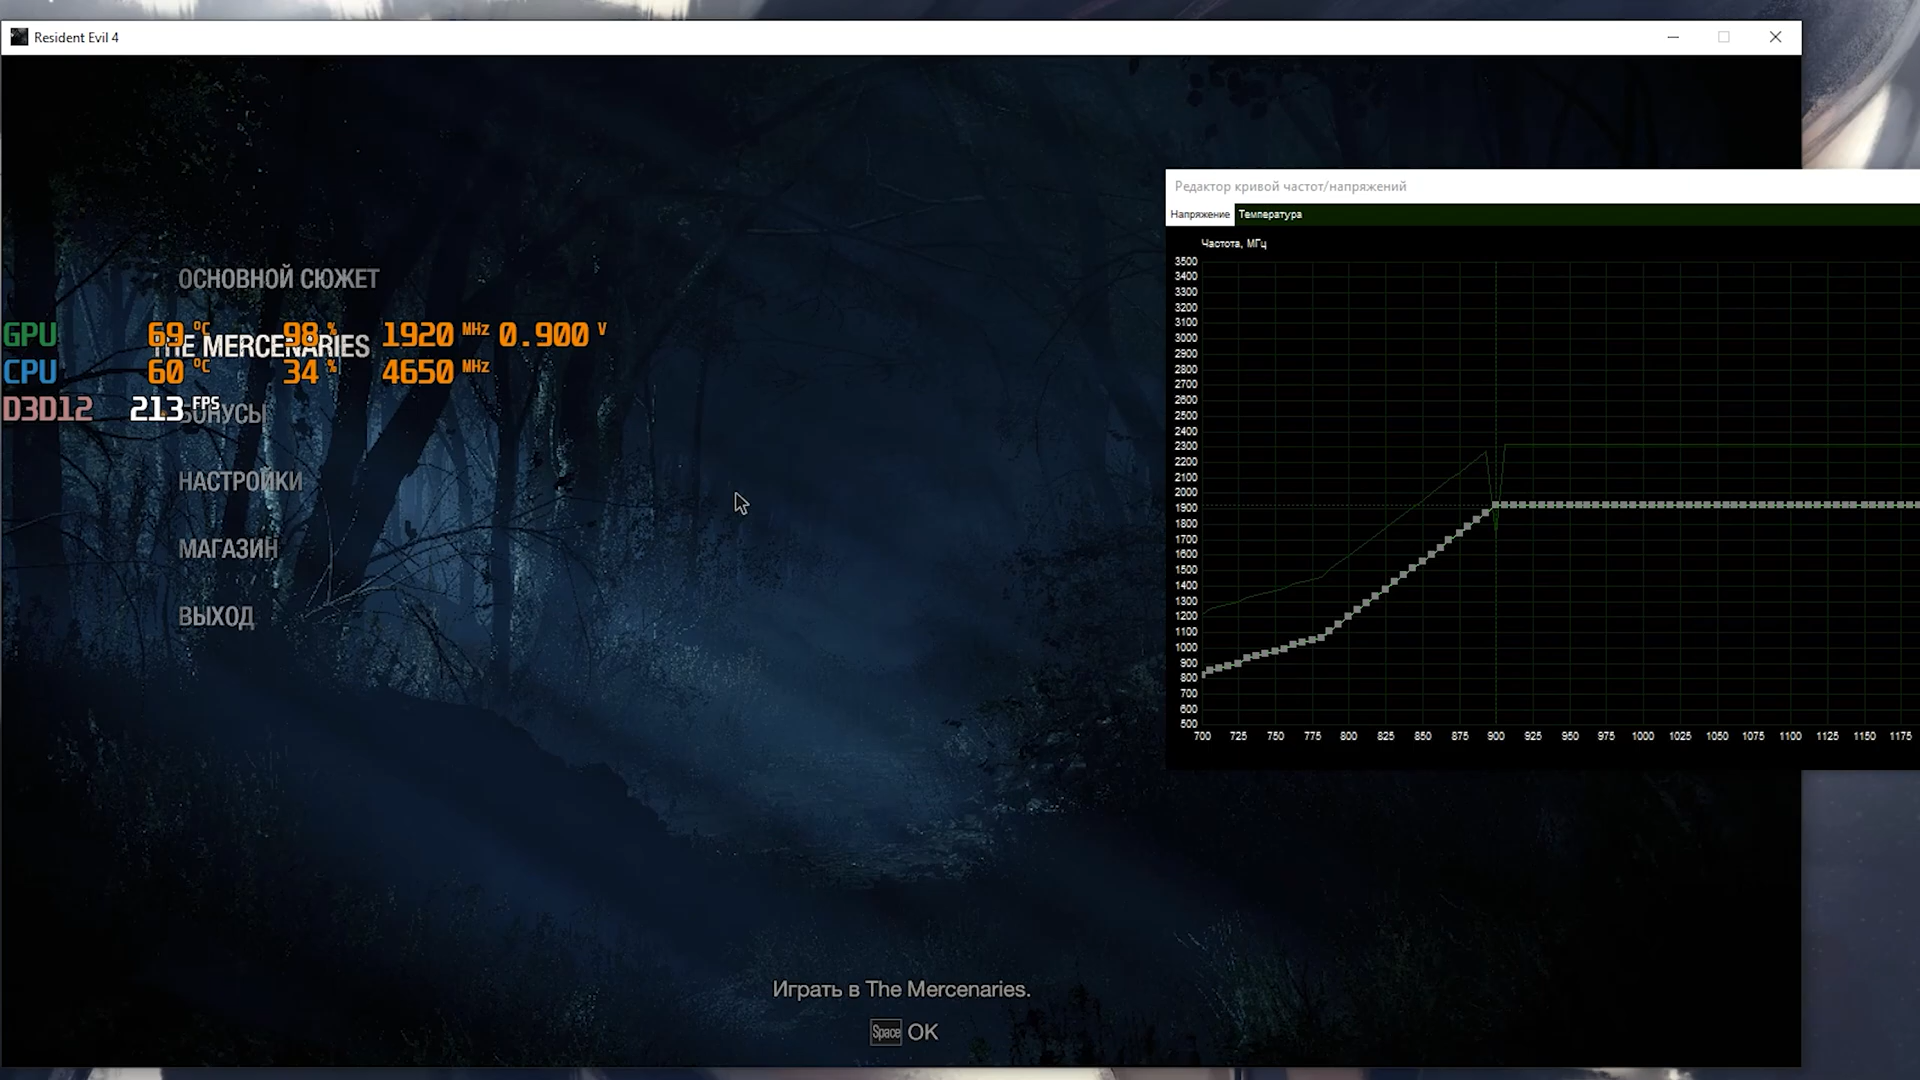 Resident Evil 4
ОСНОВНОЙ СЮЖЕТ
GPU 69 °C 98 % 1920 MHz 0.900 V
THE MERCENARIES
CPU 60 °C 34 % 4650 MHz
D3D12 213 FPS
БОНУСЫ
НАСТРОЙКИ
МАГАЗИН
ВЫХОД
Играть в The Mercenaries.
Space OK
Редактор кривой частот/напряжений
Напряжение Температура
Частота, МГц
3500
3400
3300
3200
3100
3000
2900
2800
2700
2600
2500
2400
2300
2200
2100
2000
1900
1800
1700
1600
1500
1400
1300
1200
1100
1000
900
800
700
600
500
700 725 750 775 800 825 850 875 900 925 950 975 1000 1025 1050 1075 1100 1125 1150 1175